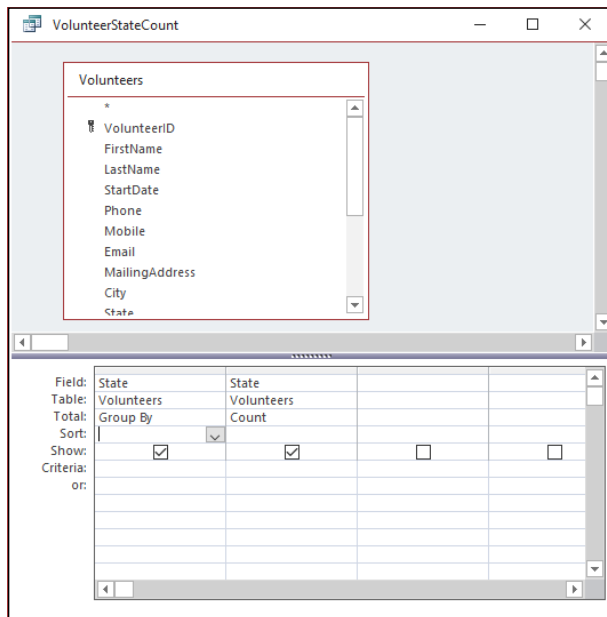 VolunteerStateCount
Volunteers
*
VolunteerID
FirstName
LastName
StartDate
Phone
Mobile
Email
MailingAddress
City
State
Field: State State
Table: Volunteers Volunteers
Total: Group By Count
Sort:
Show:
Criteria:
or: